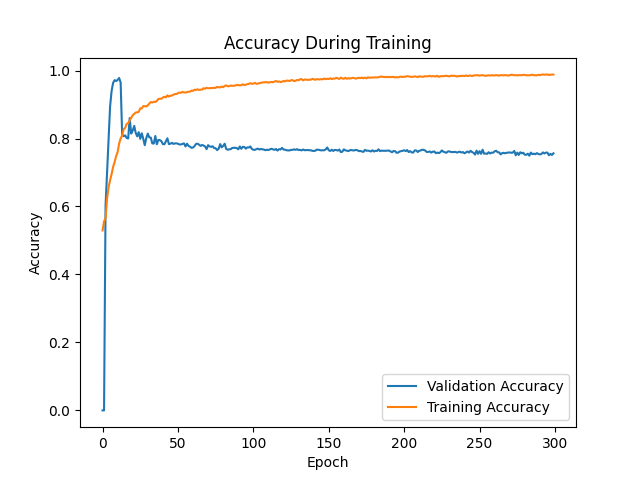 Accuracy During Training
1.0
0.8
0.6
0.4
0.2
0.0
Accuracy
0 50 100 150 200 250 300
Epoch
Validation Accuracy
Training Accuracy